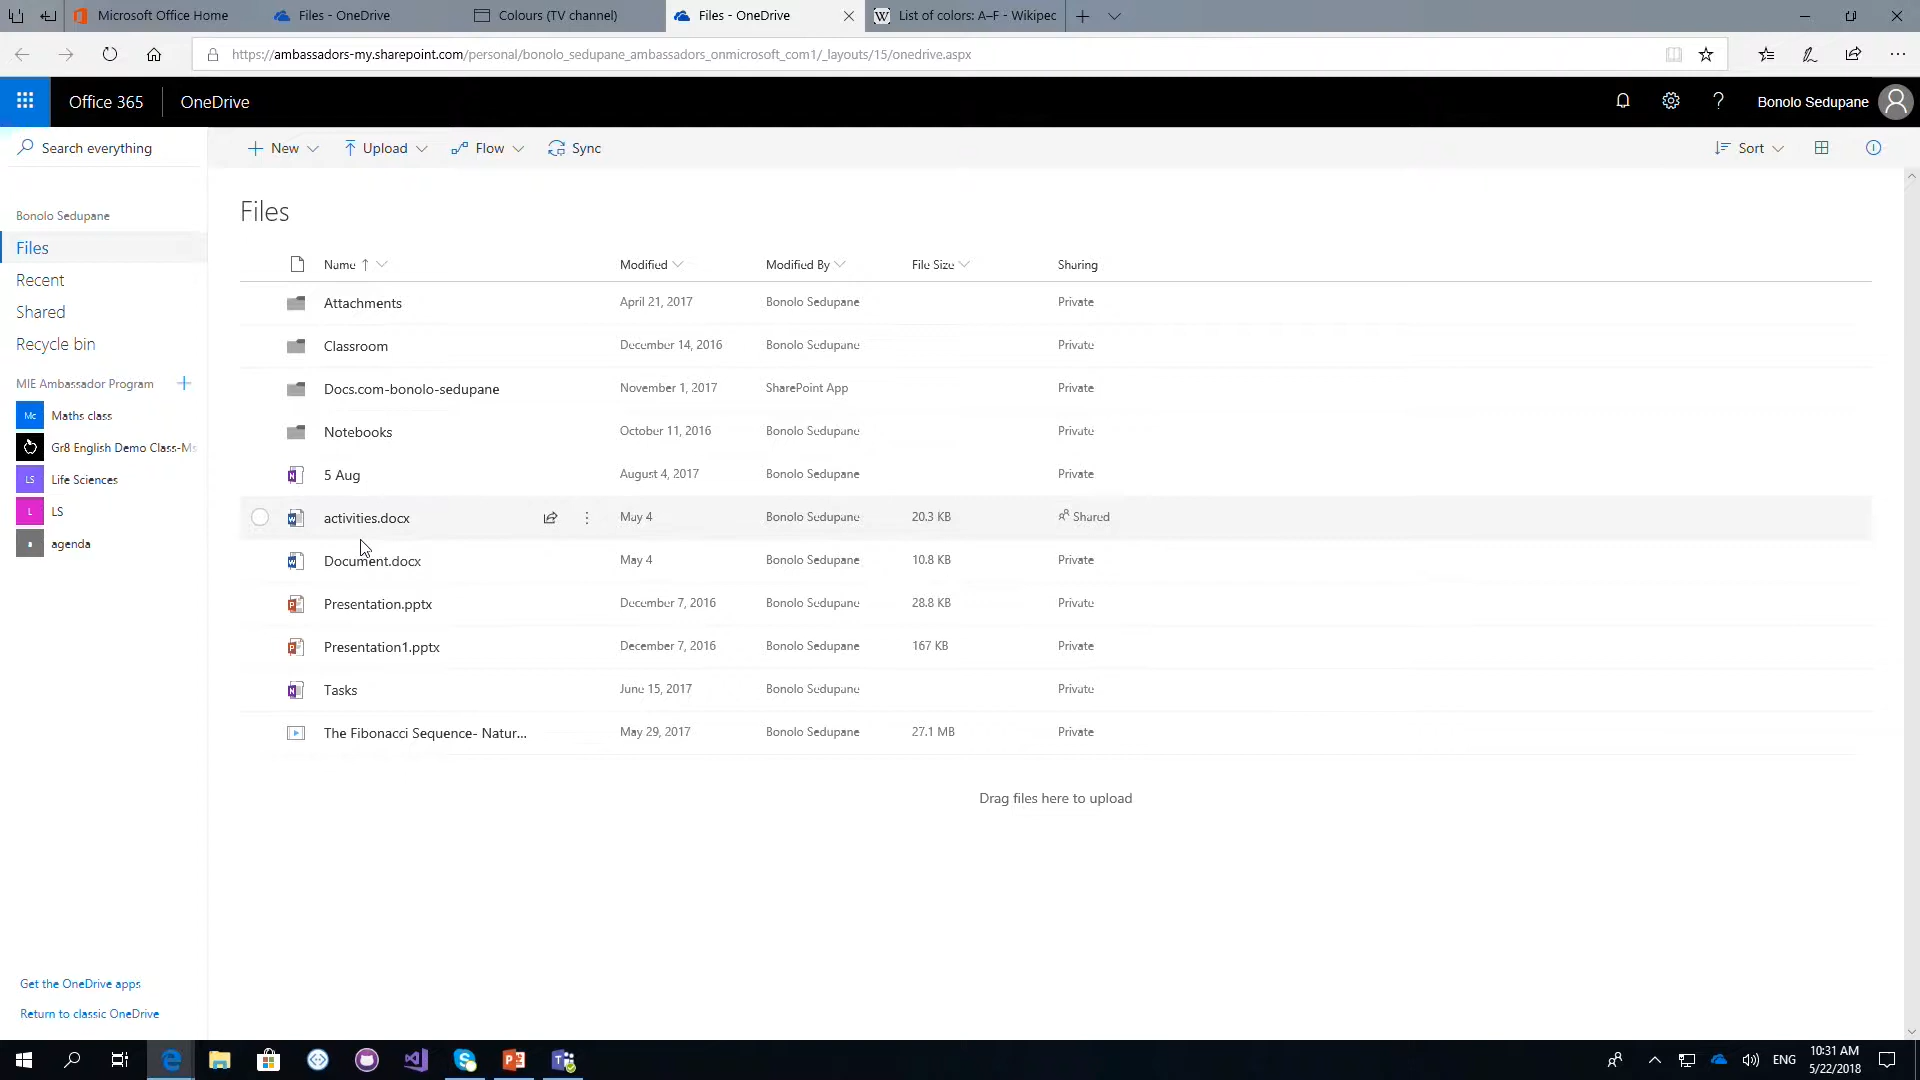 Microsoft Office Home
Files - OneDrive
Colours (TV channel)
Files - OneDrive
W List of colors: A–F - Wikipec
https://ambassadors-my.sharepoint.com/personal/bonolo_sedupane_ambassadors_onmicrosoft_com1/_layouts/15/onedrive.aspx
Office 365
OneDrive
Bonolo Sedupane
Search everything
New
Upload
Flow
Sync
Sort
Bonolo Sedupane
Files
Recent
Shared
Recycle bin
MIE Ambassador Program
Mc Maths class
Gr8 English Demo Class-Ms
LS Life Sciences
L LS
agenda
Get the OneDrive apps
Return to classic OneDrive
Files
Name Modified Modified By File Size Sharing
Attachments April 21, 2017 Bonolo Sedupane Private
Classroom December 14, 2016 Bonolo Sedupane Private
Docs.com-bonolo-sedupane November 1, 2017 SharePoint App Private
Notebooks October 11, 2016 Bonolo Sedupane Private
5 Aug August 4, 2017 Bonolo Sedupane Private
activities.docx May 4 Bonolo Sedupane 20.3 KB Shared
Document.docx May 4 Bonolo Sedupane 10.8 KB Private
Presentation.pptx December 7, 2016 Bonolo Sedupane 28.8 KB Private
Presentation1.pptx December 7, 2016 Bonolo Sedupane 167 KB Private
Tasks June 15, 2017 Bonolo Sedupane Private
The Fibonacci Sequence- Natur... May 29, 2017 Bonolo Sedupane 27.1 MB Private
Drag files here to upload
ENG
10:31 AM
5/22/2018